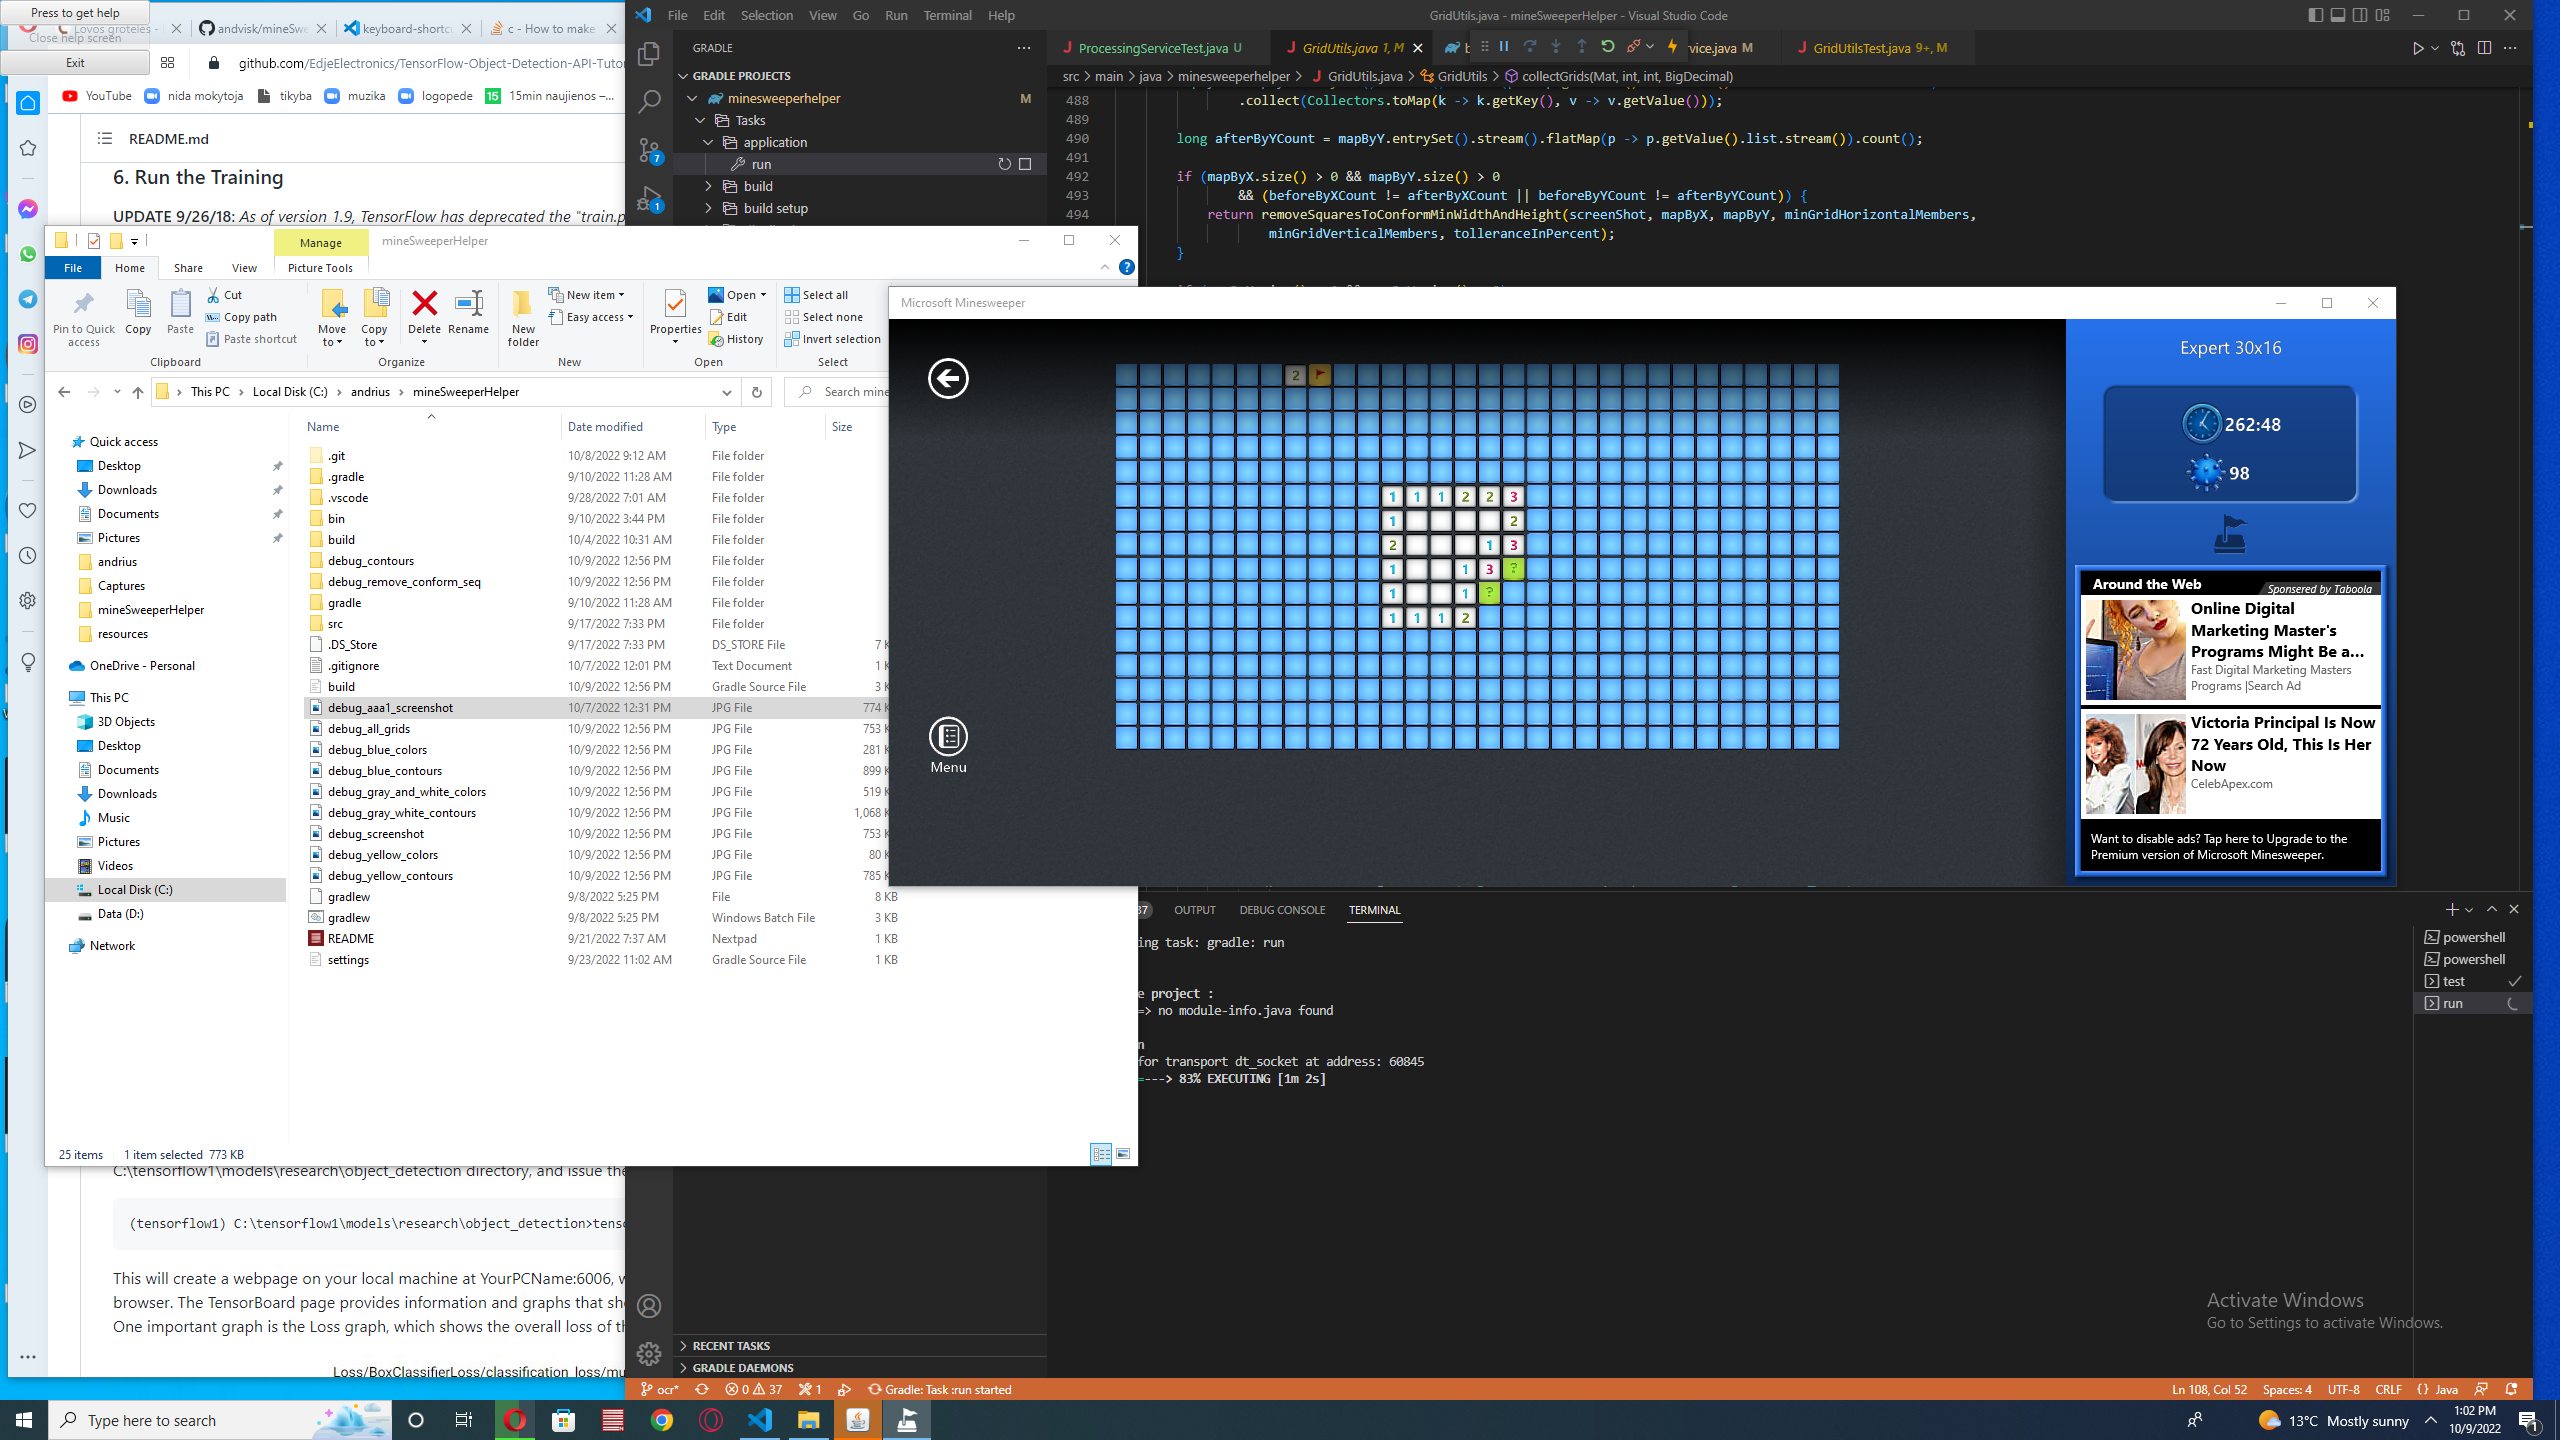 Press to get help
Close help screen
Exit
Lovos grotelės -
andvisk/mineSw
keyboard-shortc
c - How to make
github.com/EdjeElectronics/TensorFlow-Object-Detection-API-Tutor
YouTube
nida mokytoja
tikyba
muzika
logopede
15min naujienos –...
README.md
6. Run the Training
UPDATE 9/26/18: As of version 1.9, TensorFlow has deprecated the "train.p
Manage
mineSweeperHelper
File
Home
Share
View
Picture Tools
Pin to Quick access
Copy
Paste
Cut
Copy path
Paste shortcut
Clipboard
Move to
Copy to
Delete
Rename
Organize
New folder
New item
Easy access
New
Properties
Open
Edit
History
Open
Select all
Select none
Invert selection
Select
This PC
Local Disk (C:)
andrius
mineSweeperHelper
Search mine
Name
Date modified
Type
Size
Quick access
Desktop
Downloads
Documents
Pictures
andrius
Captures
mineSweeperHelper
resources
OneDrive - Personal
This PC
3D Objects
Desktop
Documents
Downloads
Music
Pictures
Videos
Local Disk (C:)
Data (D:)
Network
.git 10/8/2022 9:12 AM File folder
.gradle 9/10/2022 11:28 AM File folder
.vscode 9/28/2022 7:01 AM File folder
bin 9/10/2022 3:44 PM File folder
build 10/4/2022 10:31 AM File folder
debug_contours 10/9/2022 12:56 PM File folder
debug_remove_conform_seq 10/9/2022 12:56 PM File folder
gradle 9/10/2022 11:28 AM File folder
src 9/17/2022 7:33 PM File folder
.DS_Store 9/17/2022 7:33 PM DS_STORE File 7 K
.gitignore 10/7/2022 12:01 PM Text Document 1 K
build 10/9/2022 12:56 PM Gradle Source File 3 K
debug_aaa1_screenshot 10/7/2022 12:31 PM JPG File 774 K
debug_all_grids 10/9/2022 12:56 PM JPG File 753 K
debug_blue_colors 10/9/2022 12:56 PM JPG File 281 K
debug_blue_contours 10/9/2022 12:56 PM JPG File 899 K
debug_gray_and_white_colors 10/9/2022 12:56 PM JPG File 519 K
debug_gray_white_contours 10/9/2022 12:56 PM JPG File 1,068 K
debug_screenshot 10/9/2022 12:56 PM JPG File 753 K
debug_yellow_colors 10/9/2022 12:56 PM JPG File 80 K
debug_yellow_contours 10/9/2022 12:56 PM JPG File 785 K
gradlew 9/8/2022 5:25 PM File 8 KB
gradlew 9/8/2022 5:25 PM Windows Batch File 3 KB
README 9/21/2022 7:37 AM Nextpad 1 KB
settings 9/23/2022 11:02 AM Gradle Source File 1 KB
25 items
1 item selected 773 KB
C:\tensorflow1\models\research\object_detection directory, and issue the
(tensorflow1) C:\tensorflow1\models\research\object_detection>tenso
This will create a webpage on your local machine at YourPCName:6006, w
browser. The TensorBoard page provides information and graphs that sh
One important graph is the Loss graph, which shows the overall loss of th
Loss/BoxClassifierLoss/classification_loss/mu
File Edit Selection View Go Run Terminal Help
GridUtils.java - mineSweeperHelper - Visual Studio Code
GRADLE
GRADLE PROJECTS
minesweeperhelper M
Tasks
application
run
build
build setup
7
1
ProcessingServiceTest.java U
GridUtils.java 1, M
b
rvice.java M
GridUtilsTest.java 9+, M
src > main > java > minesweeperhelper > GridUtils.java > GridUtils > collectGrids(Mat, int, int, BigDecimal)
488 .collect(Collectors.toMap(k -> k.getKey(), v -> v.getValue()));
489
490 long afterByYCount = mapByY.entrySet().stream().flatMap(p -> p.getValue().list.stream()).count();
491
492 if (mapByX.size() > 0 && mapByY.size() > 0
493 && (beforeByXCount != afterByXCount || beforeByYCount != afterByYCount)) {
494 return removeSquaresToConformMinWidthAndHeight(screenShot, mapByX, mapByY, minGridHorizontalMembers,
minGridVerticalMembers, tolleranceInPercent);
}
Microsoft Minesweeper
2
1 1 1 2 2 3
1 2
2 1 3
1 1 3 ?
1 1 ?
1 1 1 2
Menu
Expert 30x16
262:48
98
Around the Web
Sponsered by Taboola
Online Digital
Marketing Master's
Programs Might Be a...
Fast Digital Marketing Masters
Programs |Search Ad
Victoria Principal Is Now
72 Years Old, This Is Her
Now
CelebApex.com
Want to disable ads? Tap here to Upgrade to the
Premium version of Microsoft Minesweeper.
37 OUTPUT DEBUG CONSOLE TERMINAL
ing task: gradle: run
e project :
=> no module-info.java found
n
for transport dt_socket at address: 60845
=---> 83% EXECUTING [1m 2s]
powershell
powershell
test
run
RECENT TASKS
GRADLE DAEMONS
Activate Windows
Go to Settings to activate Windows.
ocr* 0 37 1 Gradle: Task :run started
Ln 108, Col 52 Spaces: 4 UTF-8 CRLF {} Java
Type here to search
13°C Mostly sunny
1:02 PM
10/9/2022
1